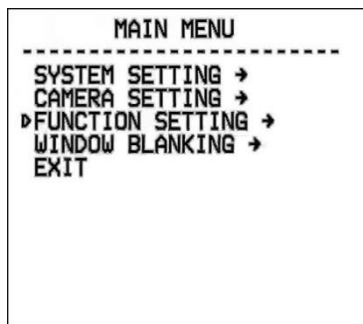 MAIN MENU
SYSTEM SETTING →
CAMERA SETTING →
FUNCTION SETTING →
WINDOW BLANKING →
EXIT